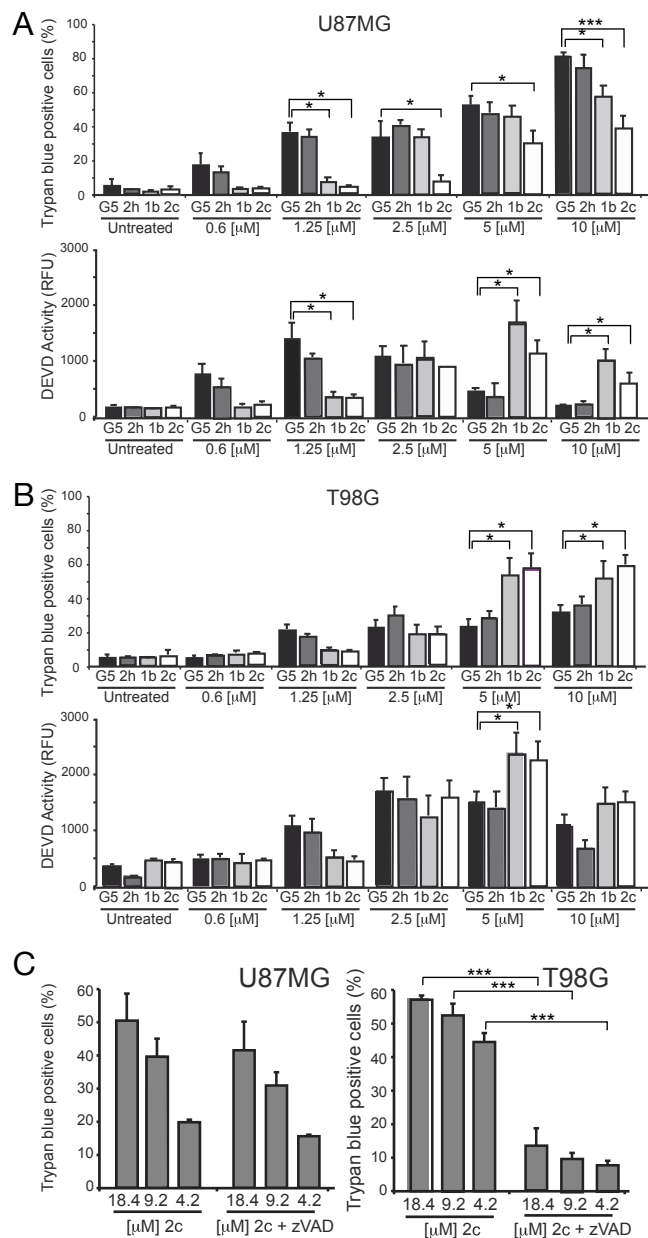 A
U87MG
Trypan blue positive cells (%)
100
80
60
40
20
0
***
*
*
*
*
*
G5 2h 1b 2c G5 2h 1b 2c G5 2h 1b 2c G5 2h 1b 2c G5 2h 1b 2c G5 2h 1b 2c
Untreated 0.6 [µM] 1.25 [µM] 2.5 [µM] 5 [µM] 10 [µM]
DEVD Activity (RFU)
3000
2000
1000
0
*
*
*
*
*
*
G5 2h 1b 2c G5 2h 1b 2c G5 2h 1b 2c G5 2h 1b 2c G5 2h 1b 2c G5 2h 1b 2c
Untreated 0.6 [µM] 1.25 [µM] 2.5 [µM] 5 [µM] 10 [µM]
B
T98G
Trypan blue positive cells (%)
100
80
60
40
20
0
*
*
*
*
G5 2h 1b 2c G5 2h 1b 2c G5 2h 1b 2c G5 2h 1b 2c G5 2h 1b 2c G5 2h 1b 2c
Untreated 0.6 [µM] 1.25 [µM] 2.5 [µM] 5 [µM] 10 [µM]
DEVD Activity (RFU)
3000
2000
1000
0
*
*
G5 2h 1b 2c G5 2h 1b 2c G5 2h 1b 2c G5 2h 1b 2c G5 2h 1b 2c G5 2h 1b 2c
Untreated 0.6 [µM] 1.25 [µM] 2.5 [µM] 5 [µM] 10 [µM]
C
U87MG
Trypan blue positive cells (%)
60
50
40
30
20
10
0
18.4 9.2 4.2 18.4 9.2 4.2
[µM] 2c [µM] 2c + zVAD
T98G
Trypan blue positive cells (%)
60
50
40
30
20
10
0
***
***
***
18.4 9.2 4.2 18.4 9.2 4.2
[µM] 2c [µM] 2c + zVAD